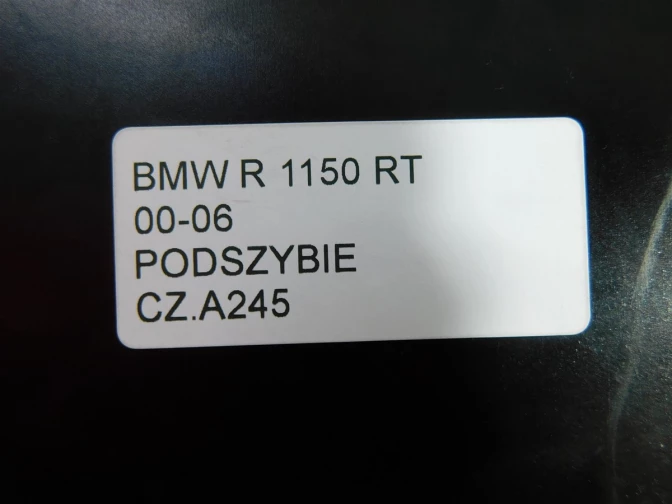 BMW R 1150 RT
00-06
PODSZYBIE
CZ.A245